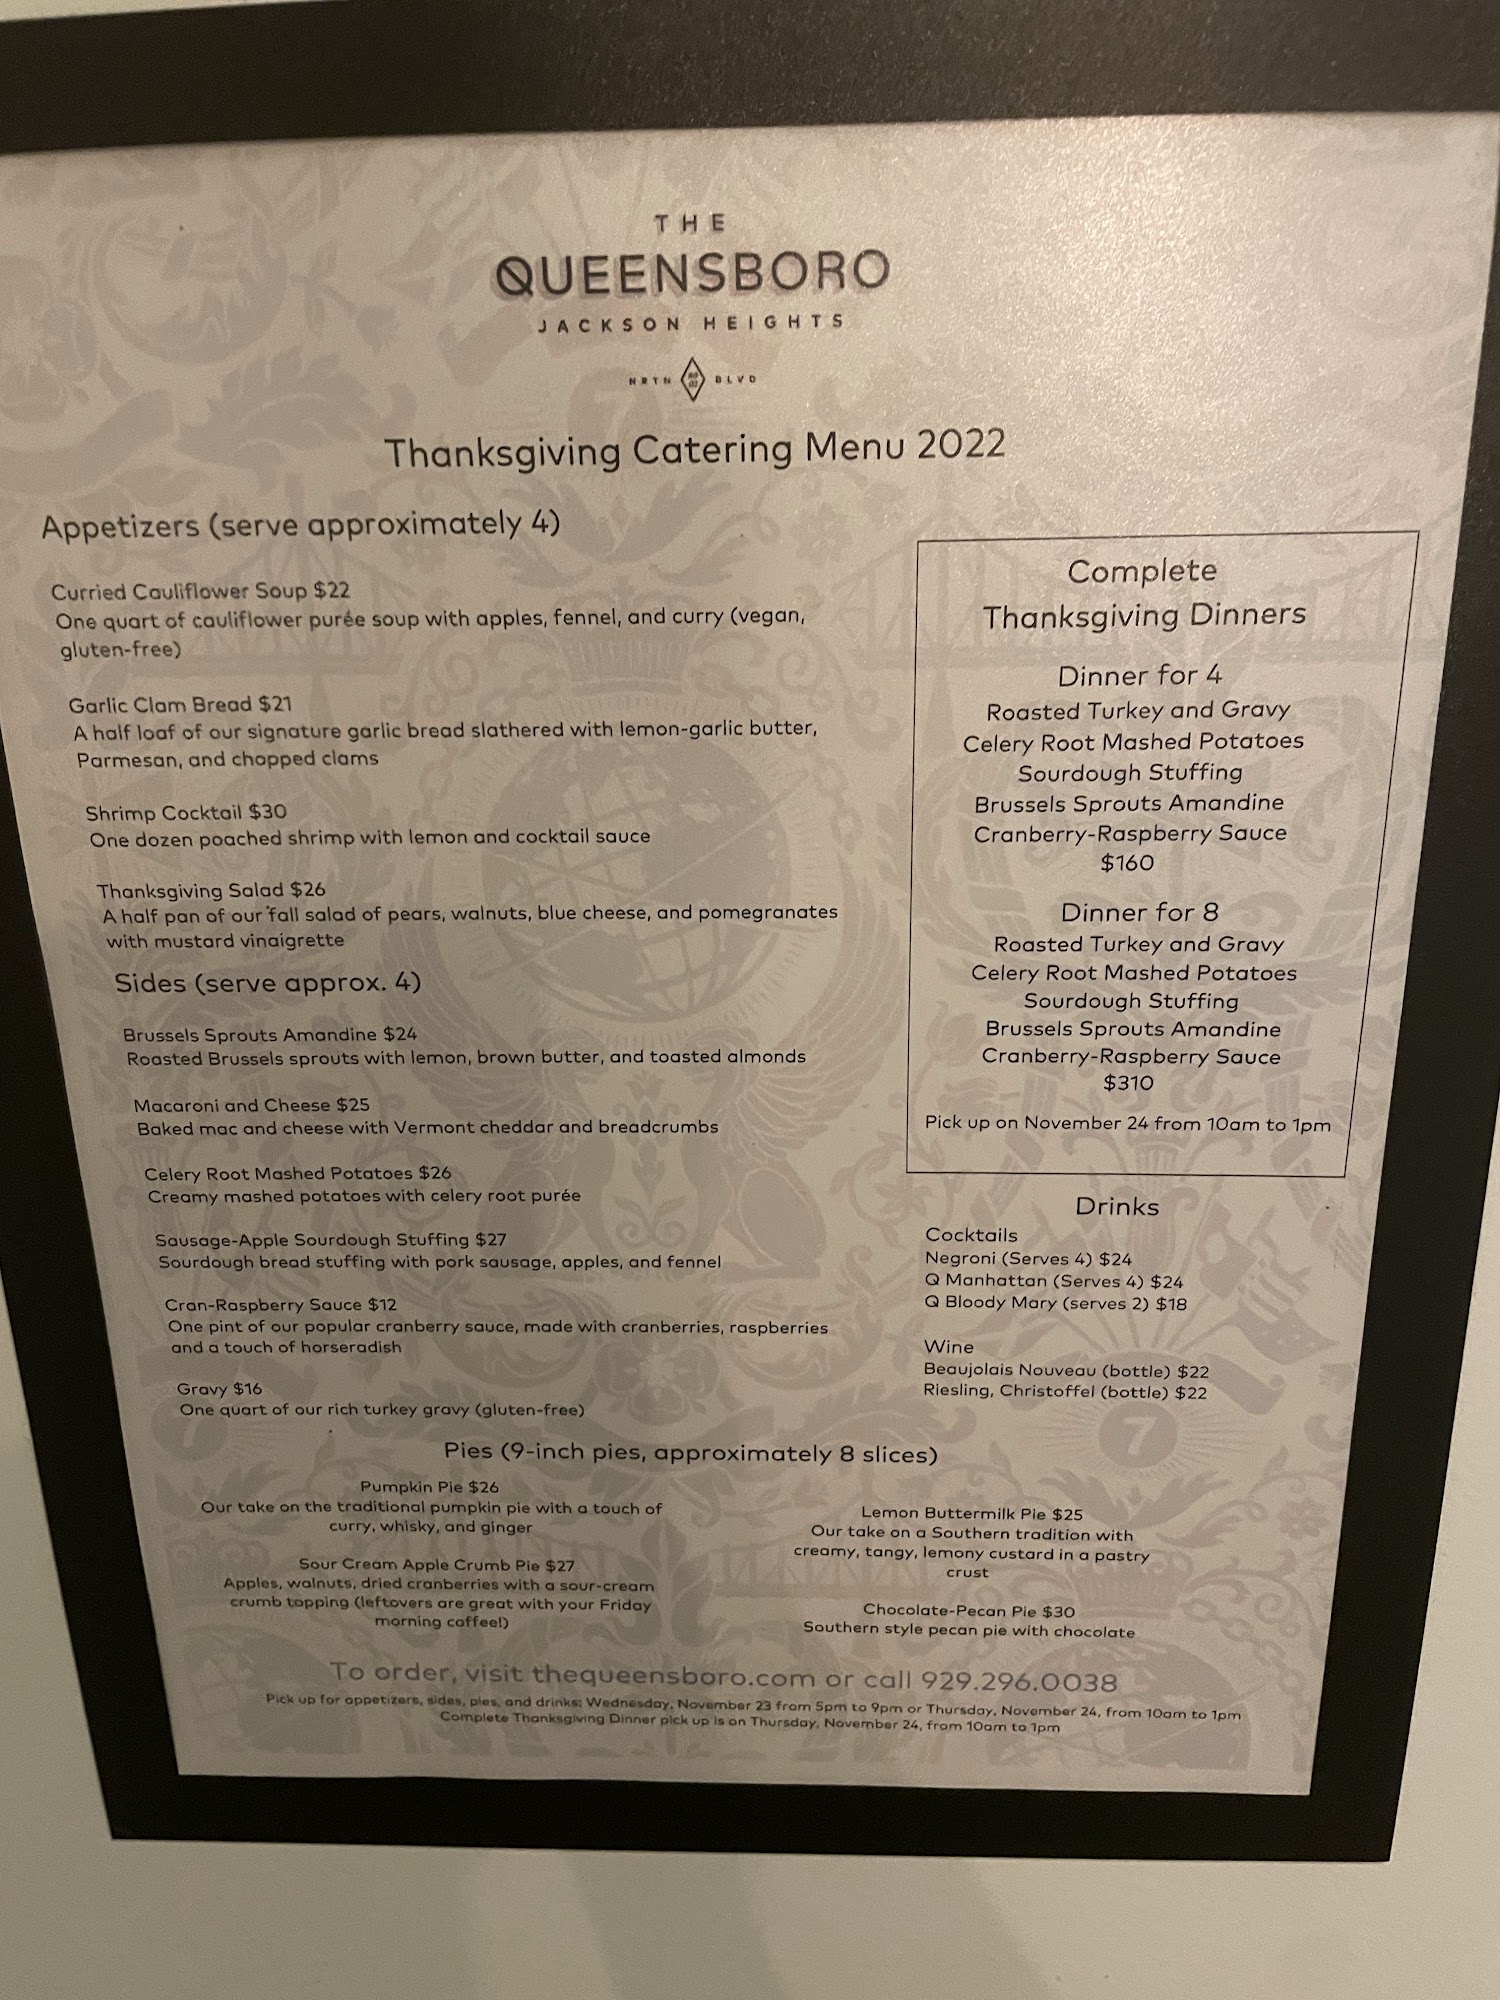 THE
QUEENSBORO
JACKSON HEIGHTS
NRTN BLVD
Thanksgiving Catering Menu 2022
Appetizers (serve approximately 4)
Curried Cauliflower Soup $22
One quart of cauliflower purée soup with apples, fennel, and curry (vegan,
gluten-free)
Garlic Clam Bread $21
A half loaf of our signature garlic bread slathered with lemon-garlic butter,
Parmesan, and chopped clams
Shrimp Cocktail $30
One dozen poached shrimp with lemon and cocktail sauce
Thanksgiving Salad $26
A half pan of our fall salad of pears, walnuts, blue cheese, and pomegranates
with mustard vinaigrette
Sides (serve approx. 4)
Brussels Sprouts Amandine $24
Roasted Brussels sprouts with lemon, brown butter, and toasted almonds
Macaroni and Cheese $25
Baked mac and cheese with Vermont cheddar and breadcrumbs
Celery Root Mashed Potatoes $26
Creamy mashed potatoes with celery root purée
Sausage-Apple Sourdough Stuffing $27
Sourdough bread stuffing with pork sausage, apples, and fennel
Cran-Raspberry Sauce $12
One pint of our popular cranberry sauce, made with cranberries, raspberries
and a touch of horseradish
Gravy $16
One quart of our rich turkey gravy (gluten-free)
Complete
Thanksgiving Dinners
Dinner for 4
Roasted Turkey and Gravy
Celery Root Mashed Potatoes
Sourdough Stuffing
Brussels Sprouts Amandine
Cranberry-Raspberry Sauce
$160
Dinner for 8
Roasted Turkey and Gravy
Celery Root Mashed Potatoes
Sourdough Stuffing
Brussels Sprouts Amandine
Cranberry-Raspberry Sauce
$310
Pick up on November 24 from 10am to 1pm
Drinks
Cocktails
Negroni (Serves 4) $24
Q Manhattan (Serves 4) $24
Q Bloody Mary (serves 2) $18
Wine
Beaujolais Nouveau (bottle) $22
Riesling, Christoffel (bottle) $22
7
Pies (9-inch pies, approximately 8 slices)
Pumpkin Pie $26
Our take on the traditional pumpkin pie with a touch of
curry, whisky, and ginger
Sour Cream Apple Crumb Pie $27
Apples, walnuts, dried cranberries with a sour-cream
crumb topping (leftovers are great with your Friday
morning coffee!)
Lemon Buttermilk Pie $25
Our take on a Southern tradition with
creamy, tangy, lemony custard in a pastry
crust
Chocolate-Pecan Pie $30
Southern style pecan pie with chocolate
To order, visit thequeensboro.com or call 929.296.0038
Pick up for appetizers, sides, pies, and drinks: Wednesday, November 23 from 5pm to 9pm or Thursday, November 24, from 10am to 1pm
Complete Thanksgiving Dinner pick up is on Thursday, November 24, from 10am to 1pm